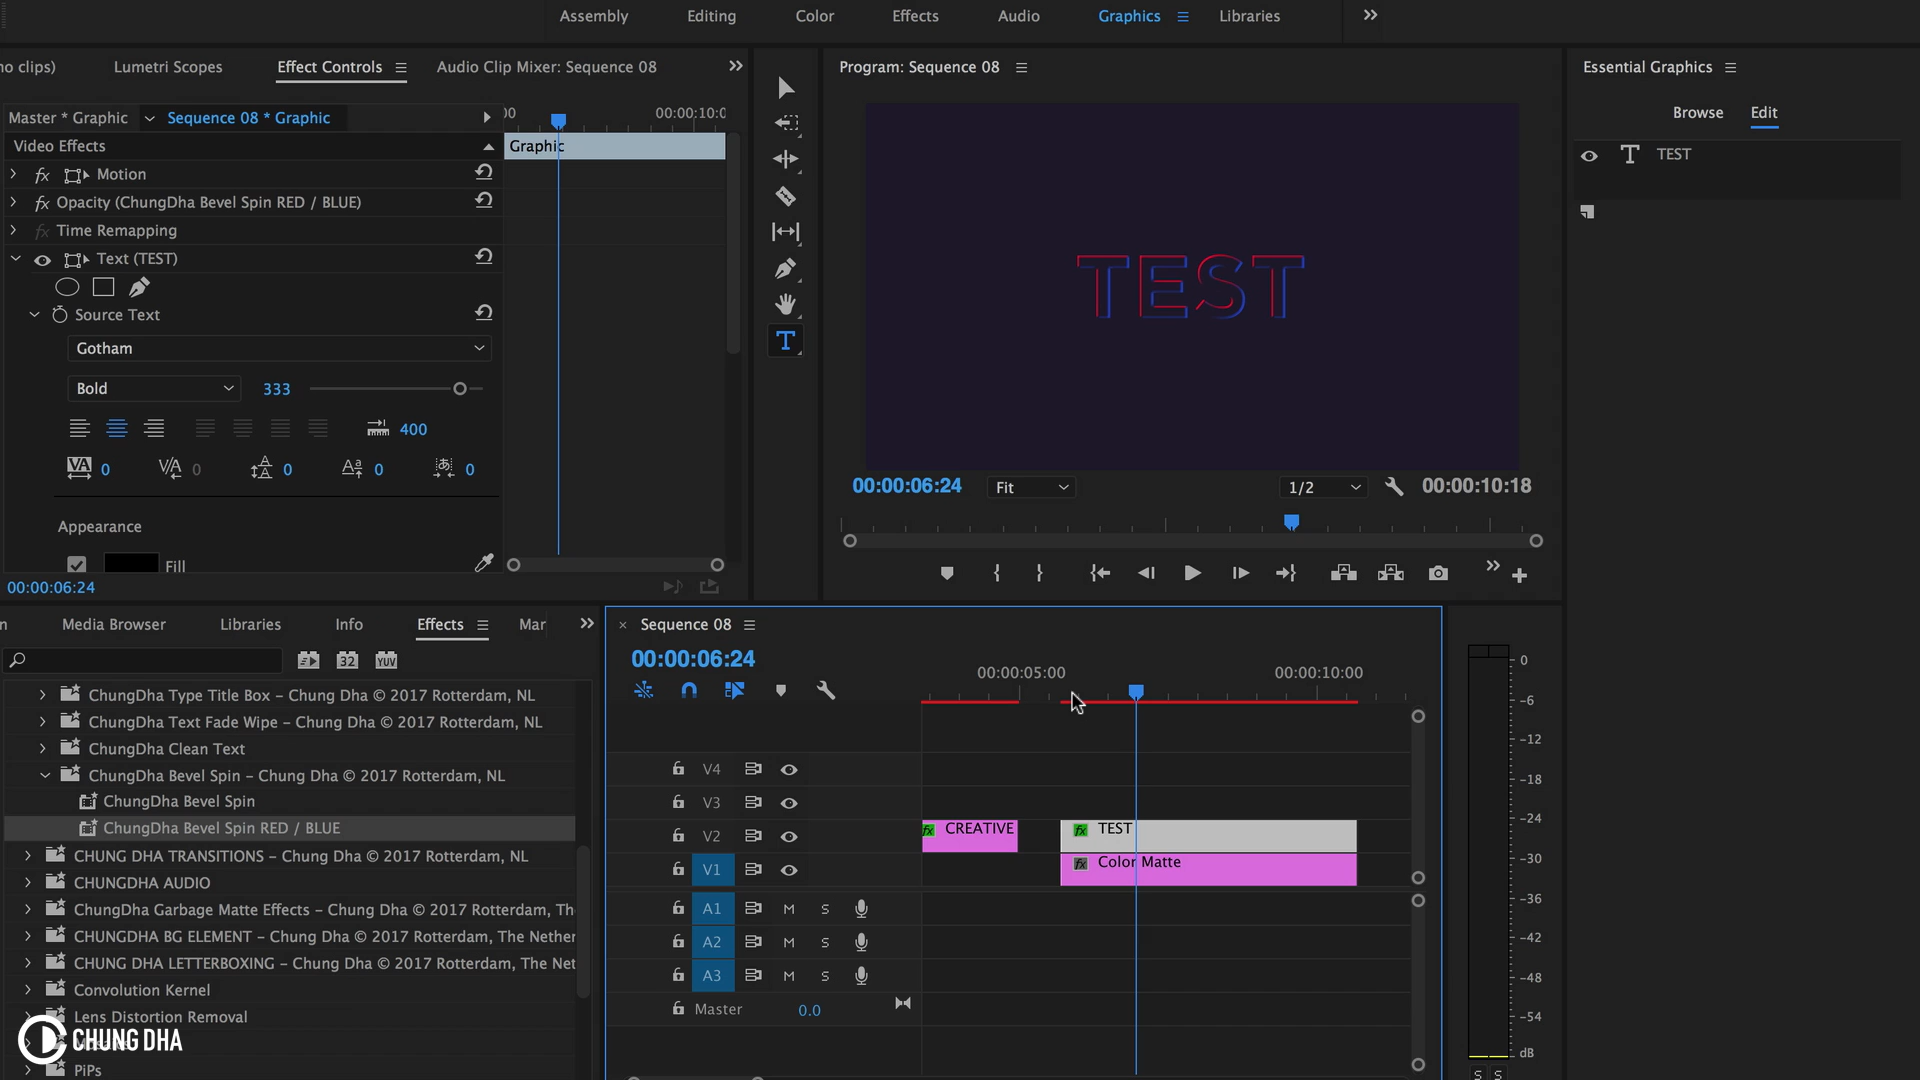 Assembly Editing Color Effects Audio Graphics Libraries
no clips) Lumetri Scopes Effect Controls Audio Clip Mixer: Sequence 08
Master * Graphic Sequence 08 * Graphic
00 00:00:10:0
Video Effects
Graphic
Motion
Opacity (ChungDha Bevel Spin RED / BLUE)
Time Remapping
Text (TEST)
Source Text
Gotham
Bold 333
400
0 0 0 0 0
Appearance
Fill
00:00:06:24
Program: Sequence 08
TEST
00:00:06:24 Fit 1/2 00:00:10:18
Essential Graphics
Browse Edit
TEST
n Media Browser Libraries Info Effects Mar
32 YUV
ChungDha Type Title Box – Chung Dha © 2017 Rotterdam, NL
ChungDha Text Fade Wipe – Chung Dha © 2017 Rotterdam, NL
ChungDha Clean Text
ChungDha Bevel Spin – Chung Dha © 2017 Rotterdam, NL
ChungDha Bevel Spin
ChungDha Bevel Spin RED / BLUE
CHUNG DHA TRANSITIONS – Chung Dha © 2017 Rotterdam, NL
CHUNGDHA AUDIO
ChungDha Garbage Matte Effects – Chung Dha © 2017 Rotterdam, Th
CHUNGDHA BG ELEMENT – Chung Dha © 2017 Rotterdam, The Nether
CHUNG DHA LETTERBOXING – Chung Dha © 2017 Rotterdam, The Net
Convolution Kernel
Lens Distortion Removal
CHUNG DHA
PiPs
Sequence 08
00:00:06:24
00:00:05:00 00:00:10:00
V4
V3
V2 CREATIVE TEST
V1 Color Matte
A1 M S
A2 M S
A3 M S
Master 0.0
0
-6
-12
-18
-24
-30
-36
-42
-48
-54
dB
S S